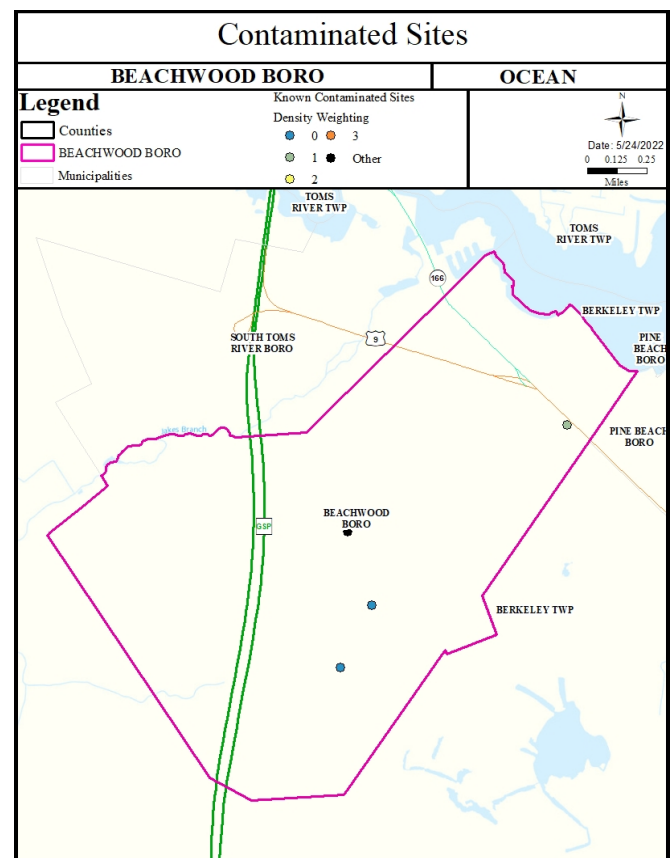 Contaminated Sites
BEACHWOOD BORO
OCEAN
Legend
Counties
BEACHWOOD BORO
Municipalities
Known Contaminated Sites
Density Weighting
0
3
1
Other
2
N
Date: 5/24/2022
0 0.125 0.25
Miles
TOMS
RIVER TWP
TOMS
RIVER TWP
166
BERKELEY TWP
SOUTH TOMS
RIVER BORO
9
PINE
BEACH
BORO
Jakes Branch
PINE BEACH
BORO
BEACHWOOD
BORO
GSP
BERKELEY TWP